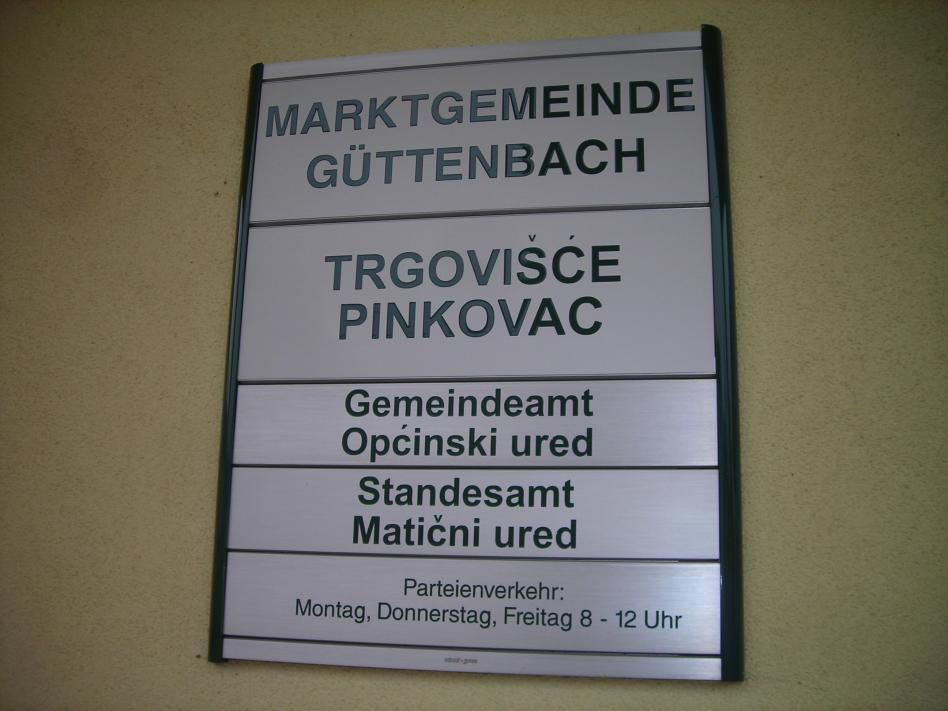 MARKTGEMEINDE
GÜTTENBACH
TRGOVIŠĆE
PINKOVAC
Gemeindeamt
Općinski ured
Standesamt
Matični ured
Parteienverkehr:
Montag, Donnerstag, Freitag 8 - 12 Uhr